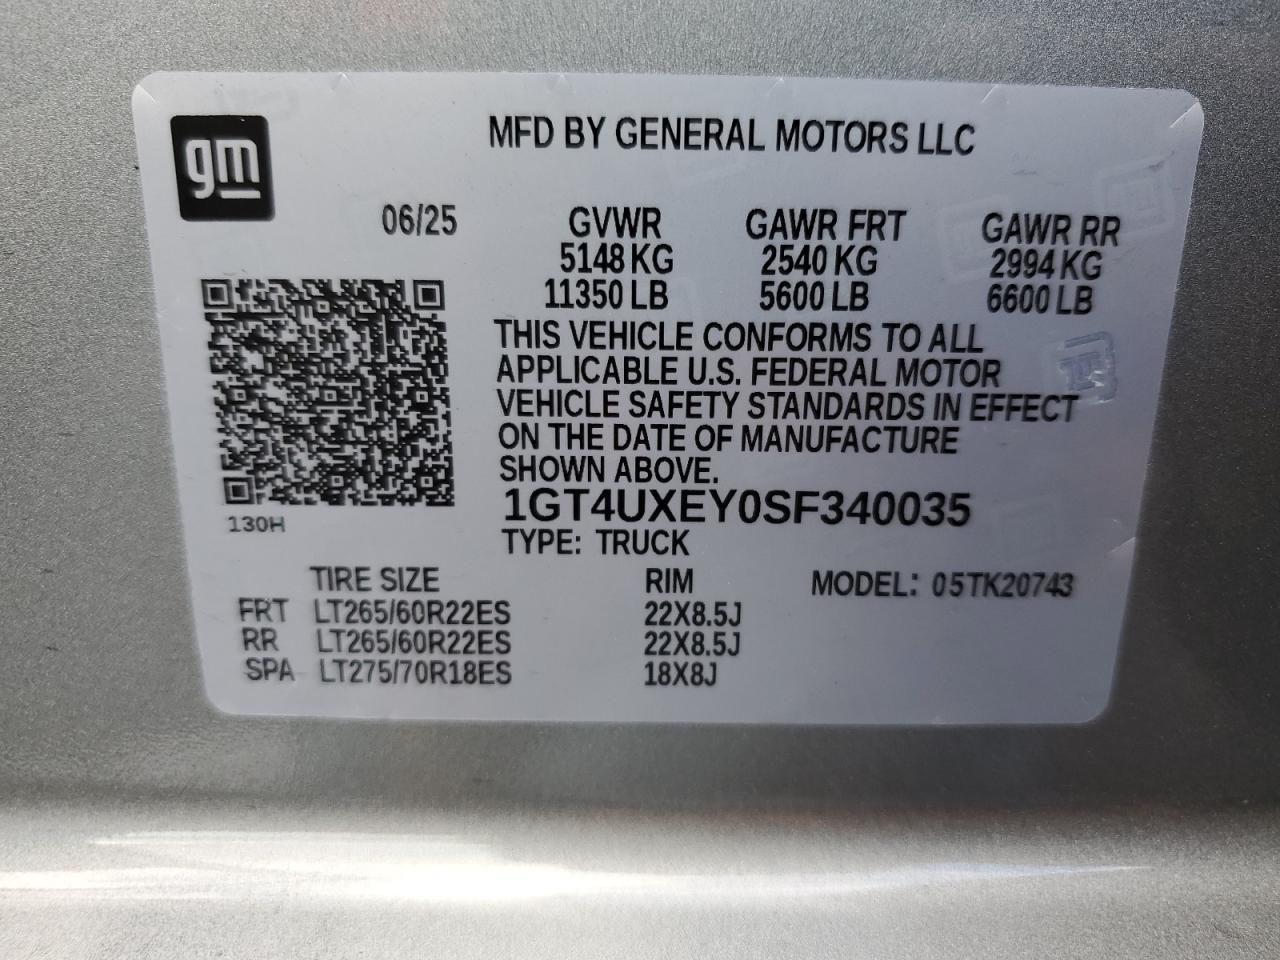 gm
MFD BY GENERAL MOTORS LLC
06/25 GVWR GAWR FRT GAWR RR
5148 KG 2540 KG 2994 KG
11350 LB 5600 LB 6600 LB
THIS VEHICLE CONFORMS TO ALL
APPLICABLE U.S. FEDERAL MOTOR
VEHICLE SAFETY STANDARDS IN EFFECT
ON THE DATE OF MANUFACTURE
SHOWN ABOVE.
1GT4UXEY0SF340035
130H
TYPE: TRUCK
TIRE SIZE RIM MODEL: 05TK20743
FRT LT265/60R22ES 22X8.5J
RR LT265/60R22ES 22X8.5J
SPA LT275/70R18ES 18X8J